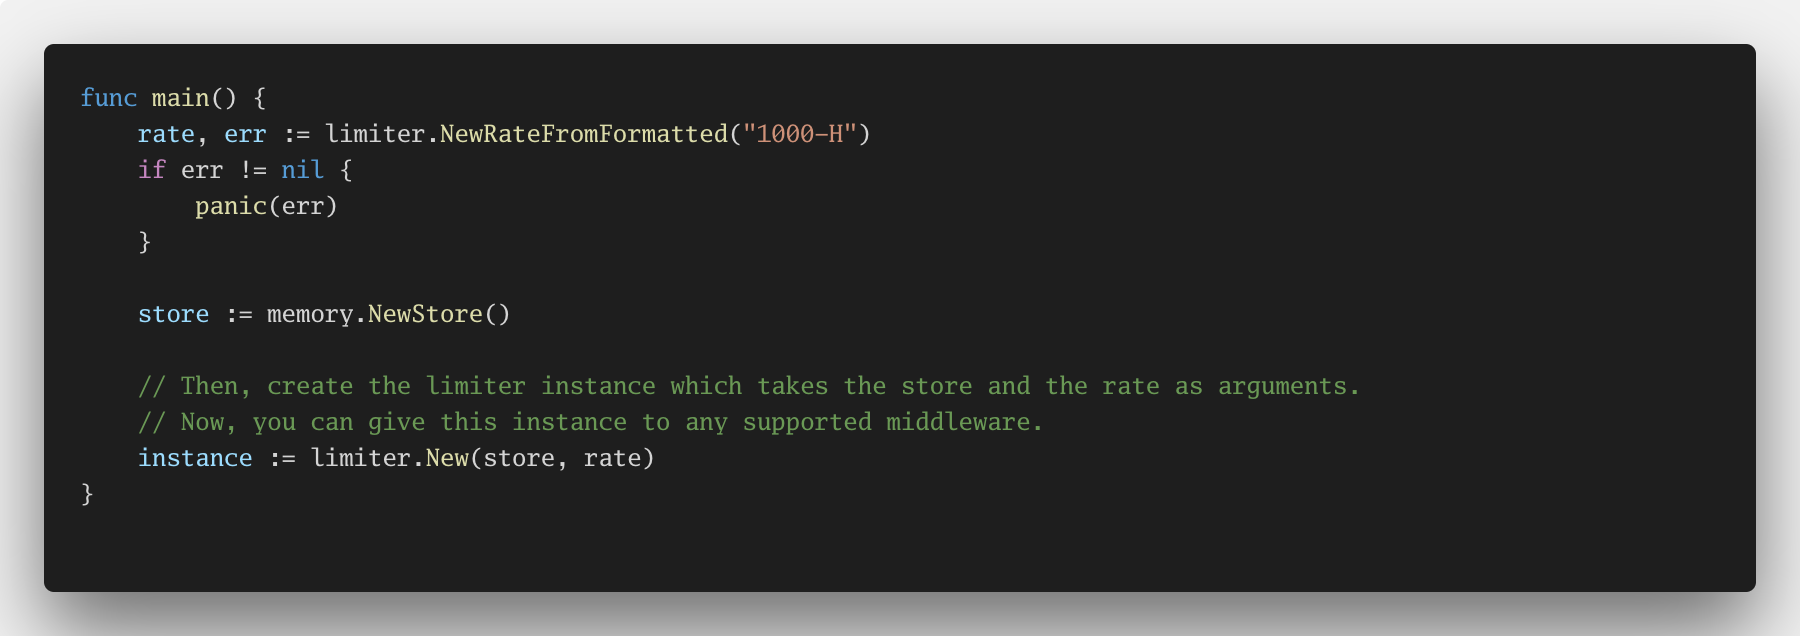 func main() {
    rate, err := limiter.NewRateFromFormatted("1000-H")
    if err != nil {
        panic(err)
    }

    store := memory.NewStore()

    // Then, create the limiter instance which takes the store and the rate as arguments.
    // Now, you can give this instance to any supported middleware.
    instance := limiter.New(store, rate)
}